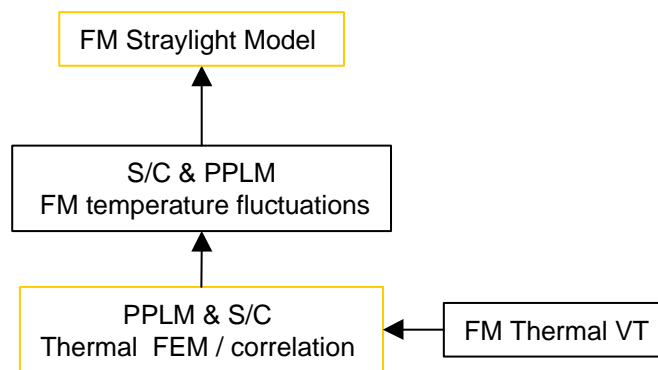 FM Straylight Model
S/C & PPLM
FM temperature fluctuations
PPLM & S/C
Thermal FEM / correlation
FM Thermal VT